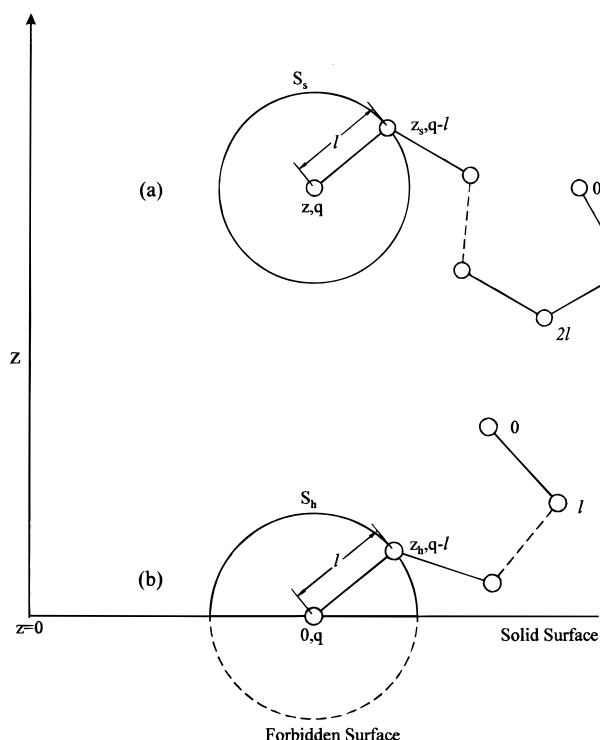 S_s
z_s,q-l
l
(a)
0
z,q
2l
z
0
S_h
z_h,q-l
l
l
(b)
z=0
0,q
Solid Surface
Forbidden Surface